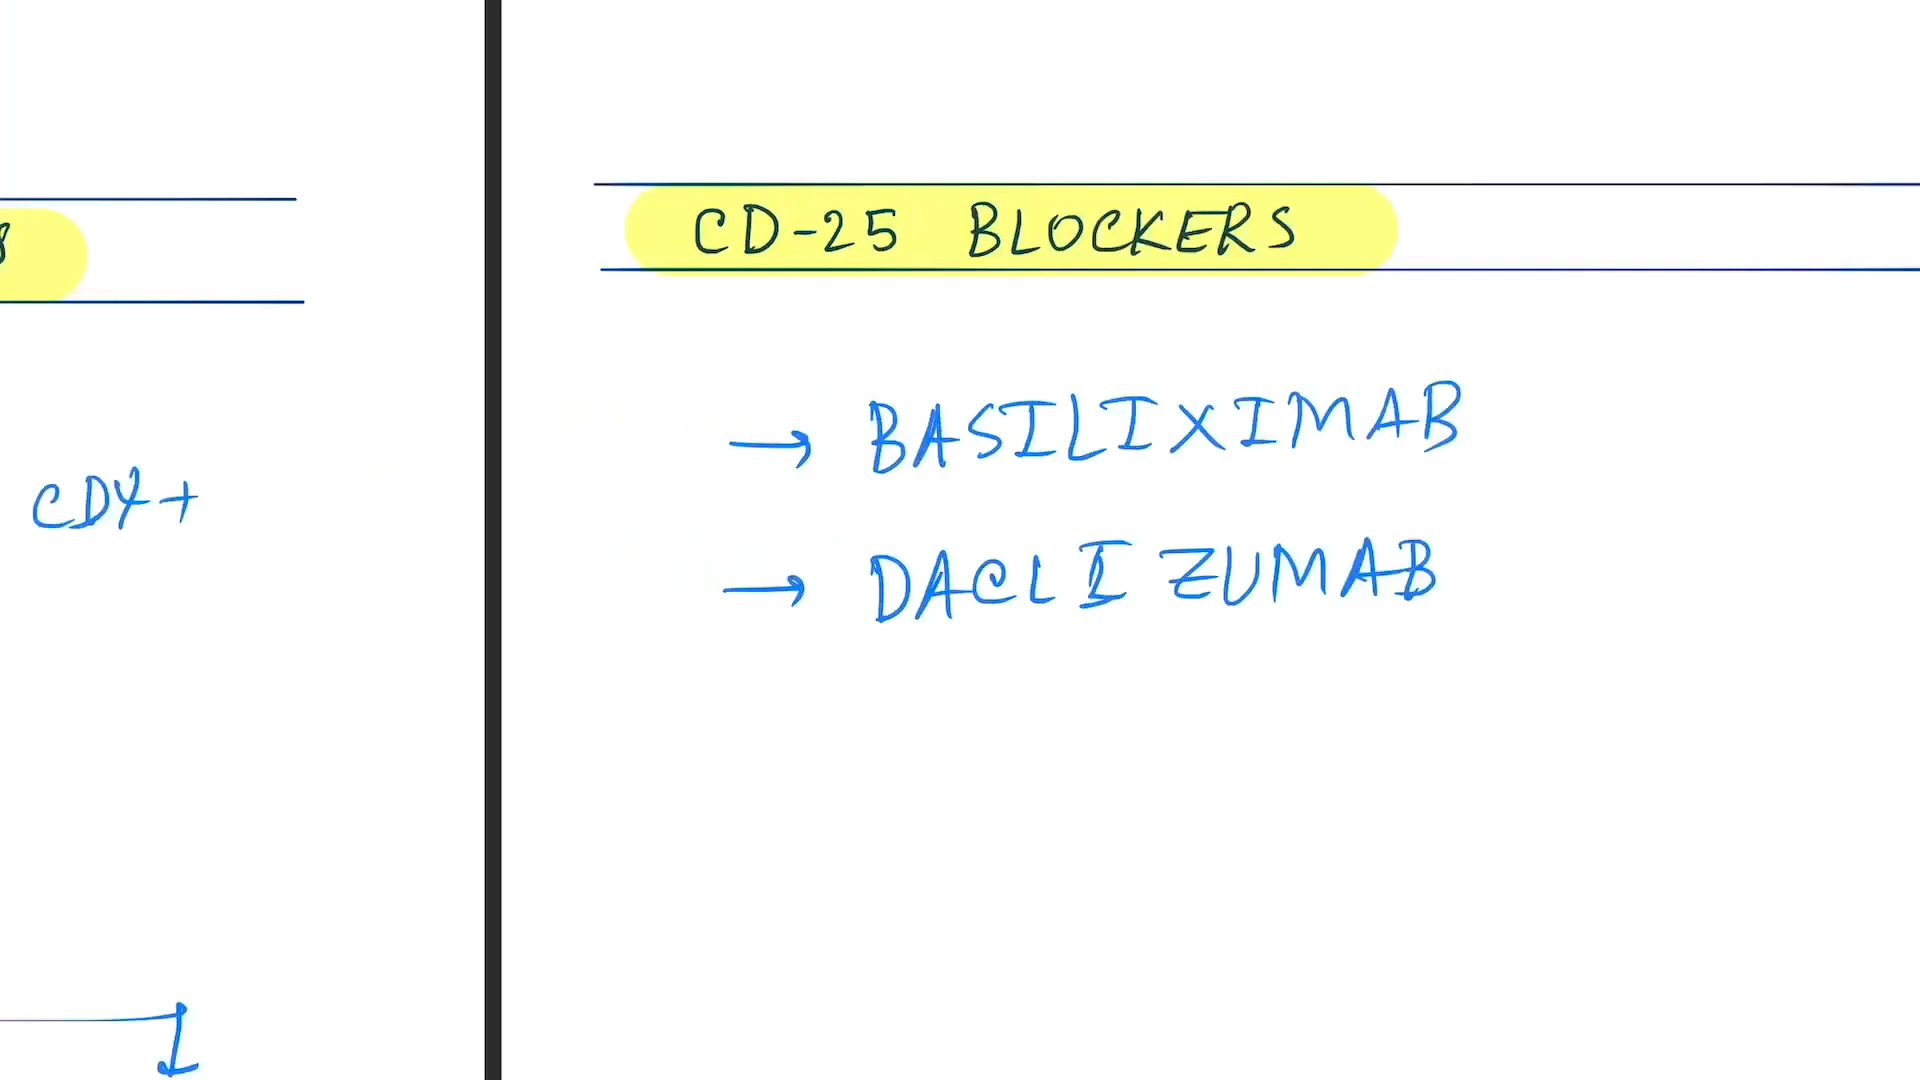 CD4+
CD-25 BLOCKERS
→ BASILIXIMAB
→ DACLIZUMAB